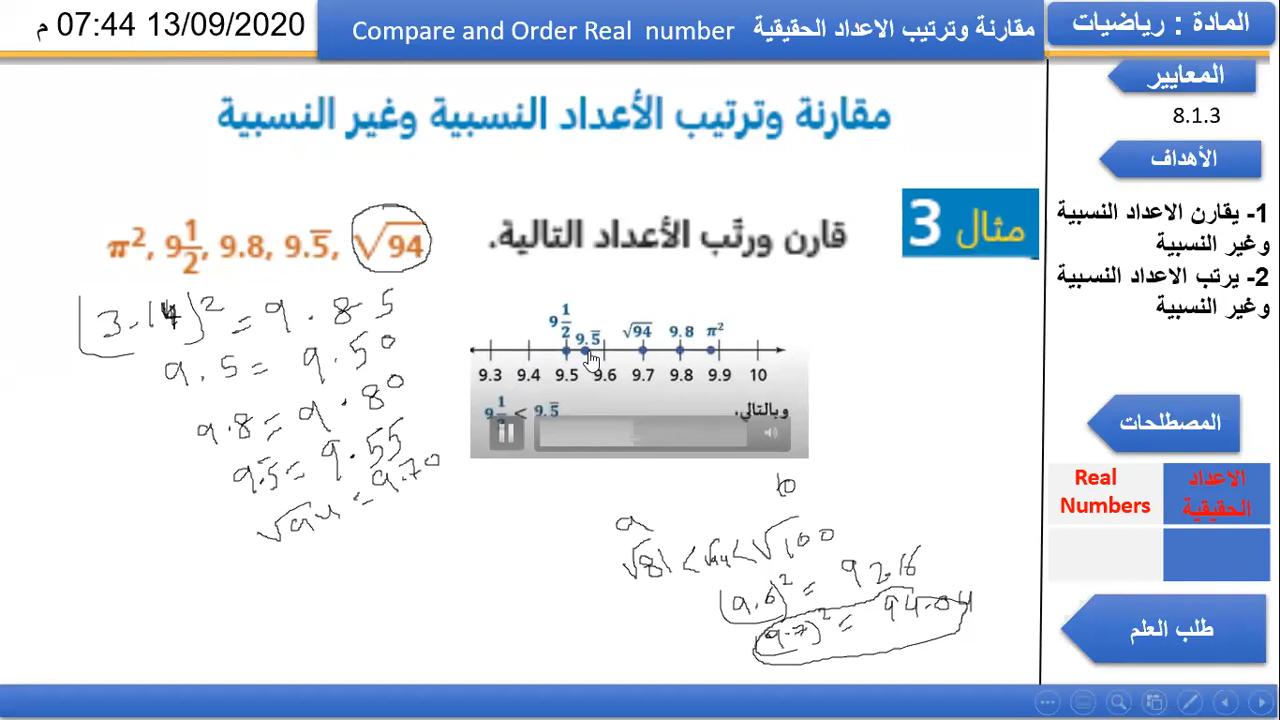 المادة : رياضيات
مقارنة وترتيب الاعداد الحقيقية Compare and Order Real number
07:44 13/09/2020 م
المعايير
8.1.3
الأهداف
1- يقارن الاعداد النسبية وغير النسبية
2- يرتب الاعداد النسبية وغير النسبية
المصطلحات
الاعداد الحقيقية
Real Numbers
طلب العلم
مقارنة وترتيب الأعداد النسبية وغير النسبية
مثال 3
قارن ورتّب الأعداد التالية.
π², 9 1/2, 9.8, 9.5̅, √94
(3.14)² = 9.85
9.5 = 9.50
9.8 = 9.80
9.5̅ = 9.55
√94 = 9.70
9 1/2 9.5̅ √94 9.8 π²
9.3 9.4 9.5 9.6 9.7 9.8 9.9 10
وبالتالي.
< 9.5̅
9 10
√81 < √94 < √100
(9.6)² = 92.16
(9.7)² = 94.04